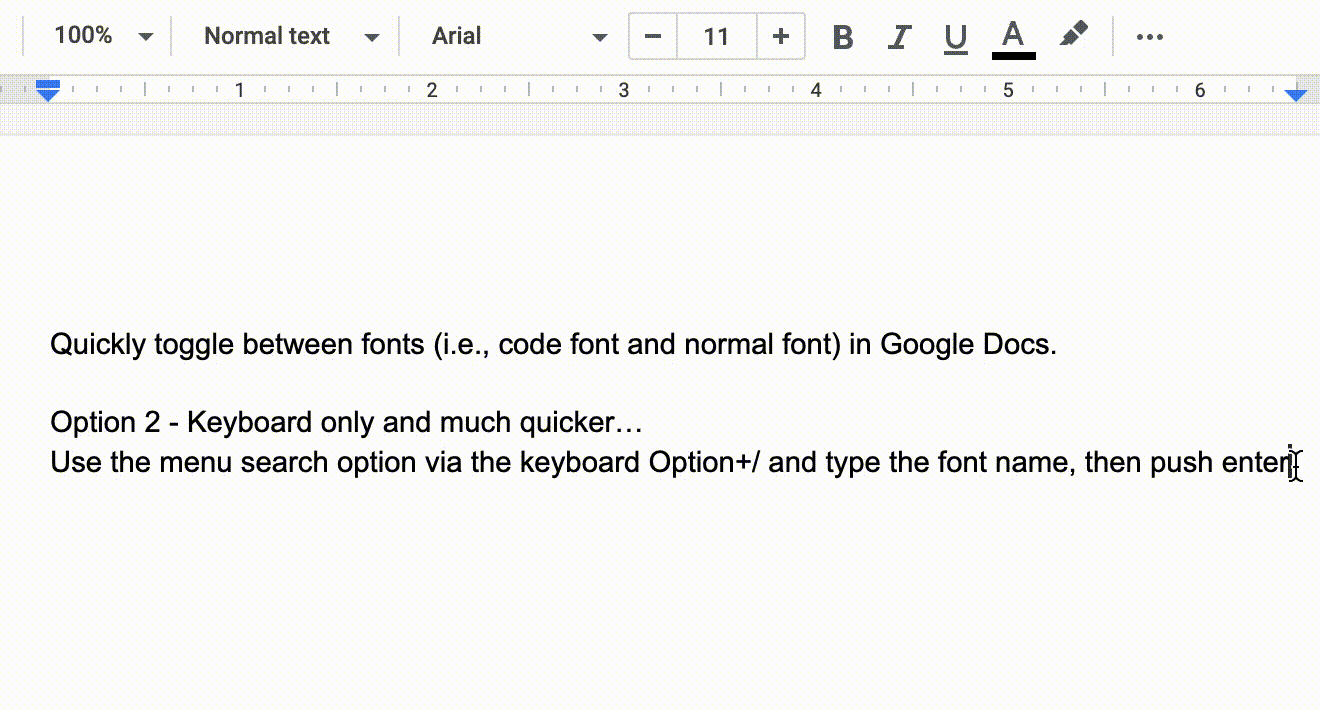 100% Normal text Arial − 11 + B I U A
1 2 3 4 5 6
Quickly toggle between fonts (i.e., code font and normal font) in Google Docs.
Option 2 - Keyboard only and much quicker…
Use the menu search option via the keyboard Option+/ and type the font name, then push enter